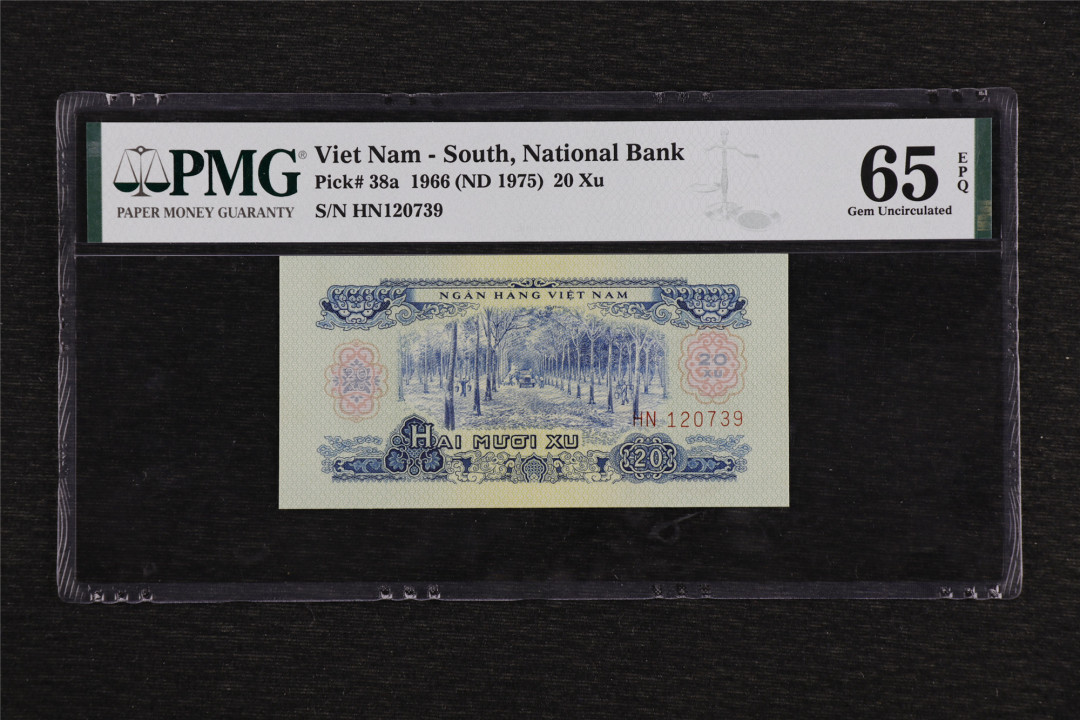 PMG®
PAPER MONEY GUARANTY
Viet Nam - South, National Bank
Pick# 38a 1966 (ND 1975) 20 Xu
S/N HN120739
65 EPQ
Gem Uncirculated
NGÂN HÀNG VIỆT NAM
20
XU
HN 120739
HAI MƯƠI XU
20